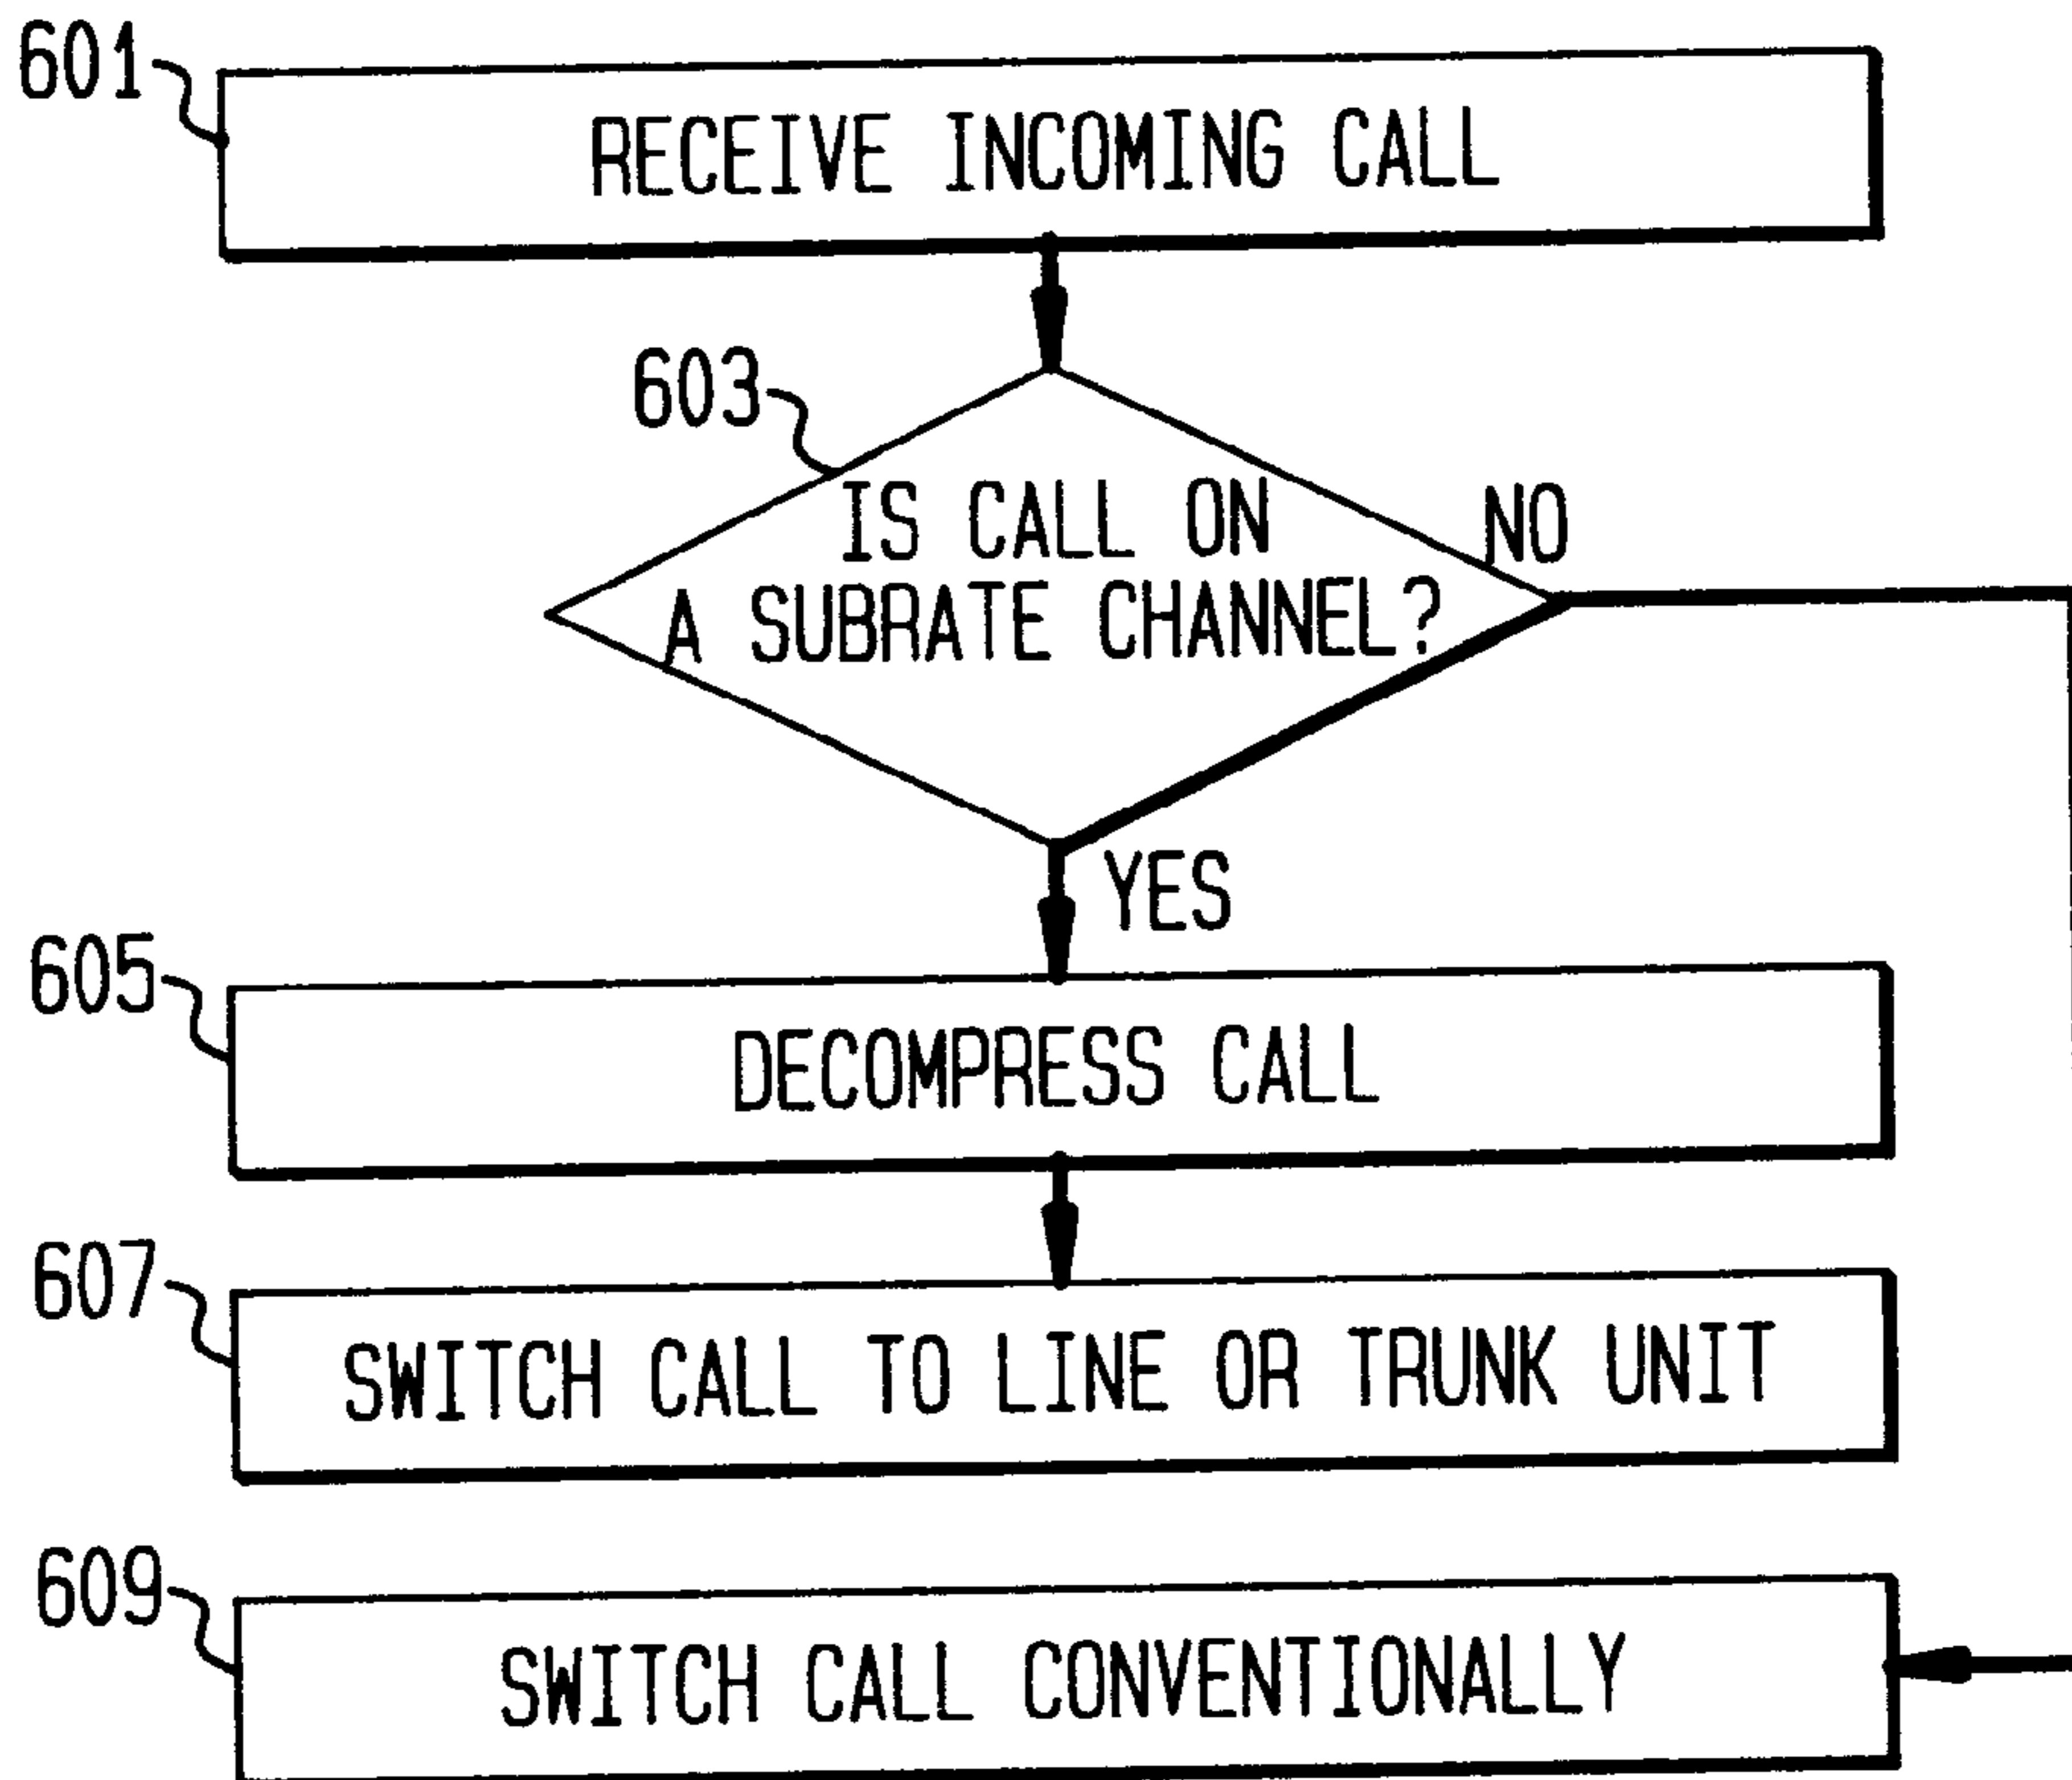 601
RECEIVE INCOMING CALL
603
IS CALL ON
A SUBRATE CHANNEL?
NO
YES
605
DECOMPRESS CALL
607
SWITCH CALL TO LINE OR TRUNK UNIT
609
SWITCH CALL CONVENTIONALLY